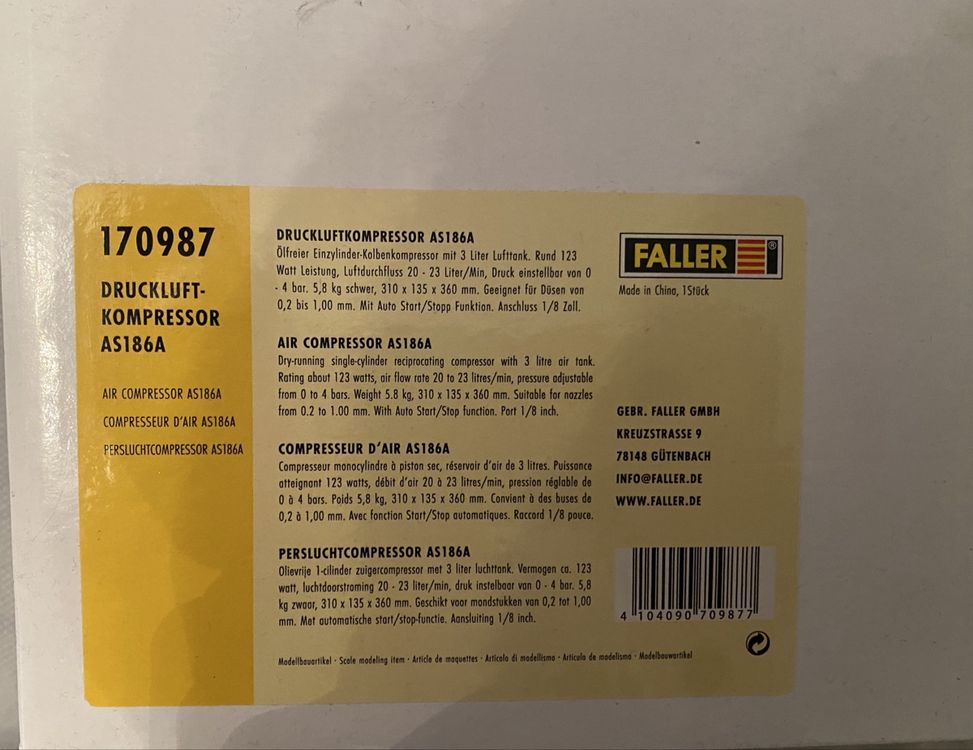 170987
DRUCKLUFT-
KOMPRESSOR
AS186A
AIR COMPRESSOR AS186A
COMPRESSEUR D'AIR AS186A
PERSLUCHTCOMPRESSOR AS186A
DRUCKLUFTKOMPRESSOR AS186A
Ölfreier Einzylinder-Kolbenkompressor mit 3 Liter Lufttank. Rund 123
Watt Leistung, Luftdurchfluss 20 - 23 Liter/Min, Druck einstellbar von 0
- 4 bar. 5,8 kg schwer, 310 x 135 x 360 mm. Geeignet für Düsen von
0,2 bis 1,00 mm. Mit Auto Start/Stopp Funktion. Anschluss 1/8 Zoll.
AIR COMPRESSOR AS186A
Dry-running single-cylinder reciprocating compressor with 3 litre air tank.
Rating about 123 watts, air flow rate 20 to 23 litres/min, pressure adjustable
from 0 to 4 bars. Weight 5.8 kg, 310 x 135 x 360 mm. Suitable for nozzles
from 0.2 to 1.00 mm. With Auto Start/Stop function. Port 1/8 inch.
COMPRESSEUR D'AIR AS186A
Compresseur monocylindre à piston sec, réservoir d'air de 3 litres. Puissance
atteignant 123 watts, débit d'air 20 à 23 litres/min, pression réglable de
0 à 4 bars. Poids 5,8 kg, 310 x 135 x 360 mm. Convient à des buses de
0,2 à 1,00 mm. Avec fonction Start/Stop automatiques. Raccord 1/8 pouce.
PERSLUCHTCOMPRESSOR AS186A
Olievrije 1-cilinder zuigercompressor met 3 liter luchttank. Vermogen ca. 123
watt, luchtdoorstroming 20 - 23 liter/min, druk instelbaar von 0 - 4 bar. 5,8
kg zwaar, 310 x 135 x 360 mm. Geschikt voor mondstukken van 0,2 tot 1,00
mm. Met automatische start/stop-functie. Aansluiting 1/8 inch.
Modellbauartikel · Scale modeling item · Article de maquettes · Articolo di modellismo · Artículo de modelismo · Modelbouwartikel
FALLER ®
Made in China, 1Stück
GEBR. FALLER GMBH
KREUZSTRASSE 9
78148 GÜTENBACH
INFO@FALLER.DE
WWW.FALLER.DE
4 104090 709877